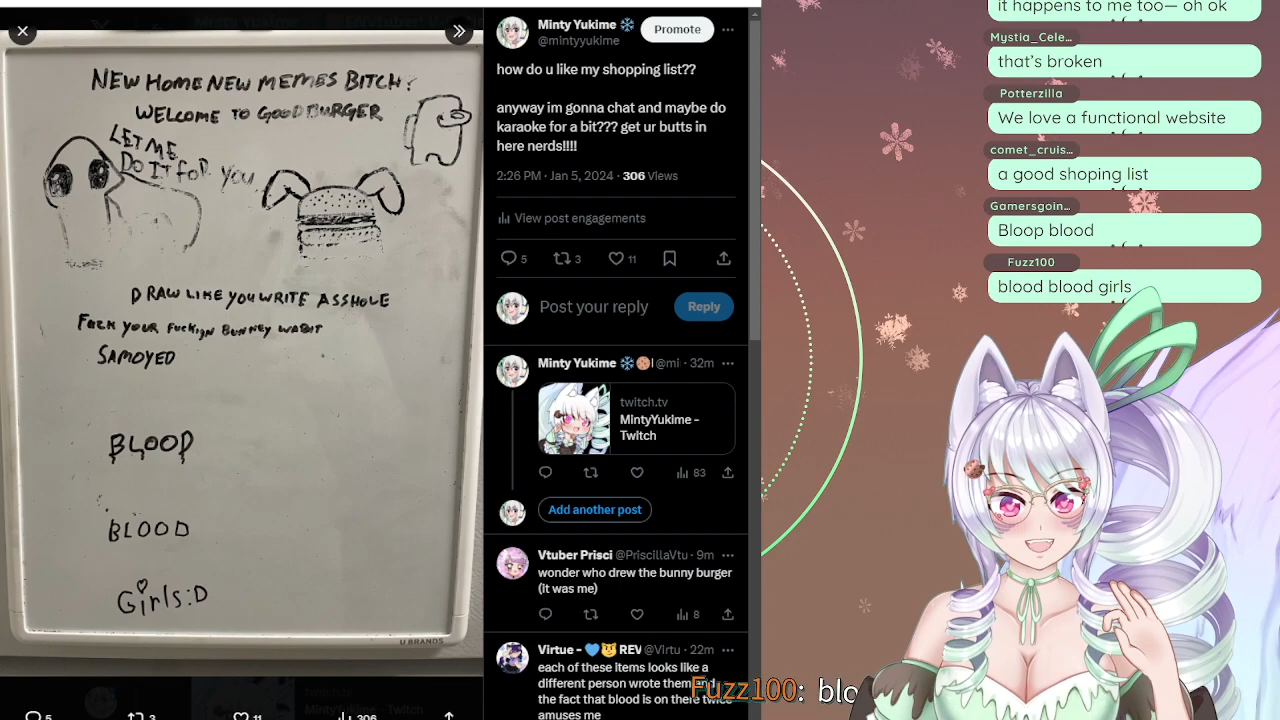 NEW HOME NEW MEMES BITCH!
WELCOME TO GOOD BURGER
LET ME
DO IT FOR YOU
DRAW LIKE YOU WRITE ASSHOLE
FUCK YOUR FUCKIN BUNNEY WABIT
SAMOYED
BLOOP
BLOOD
Girls:D
U BRANDS
5
3
11
306
twitch.tv
MintyYukime - Twitch
Minty Yukime
@mintyyukime
Promote
how do u like my shopping list??
anyway im gonna chat and maybe do
karaoke for a bit??? get ur butts in
here nerds!!!!
2:26 PM · Jan 5, 2024 · 306 Views
View post engagements
5
3
11
Post your reply
Reply
Minty Yukime
@mi · 32m
twitch.tv
MintyYukime -
Twitch
83
Add another post
Vtuber Prisci @PriscillaVtu · 9m
wonder who drew the bunny burger
(it was me)
8
Virtue - REV @Virtu · 22m
each of these items looks like a
different person wrote them and
the fact that blood is on there twice
amuses me
it happens to me too— oh ok
Mystia_Cele...
that's broken
Potterzilla
We love a functional website
comet_cruis...
a good shoping list
Gamersgoin...
Bloop blood
Fuzz100
blood blood girls
Fuzz100: blo